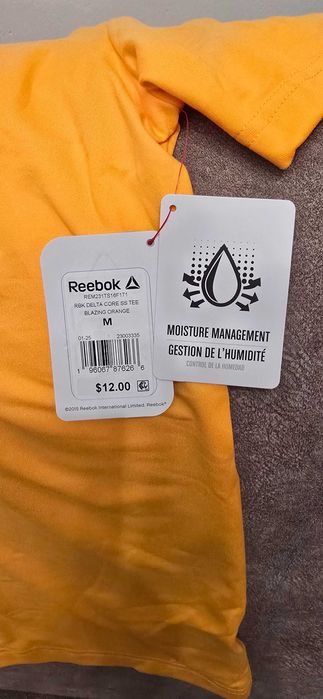 Reebok
REM231TS16F171
RBK DELTA CORE SS TEE
BLAZING ORANGE
M
01-25 23003335
1 96067 87626 6
$12.00
©2015 Reebok International Limited. Reebok
MOISTURE MANAGEMENT
GESTION DE L'HUMIDITÉ
CONTROL DE LA HUMEDAD